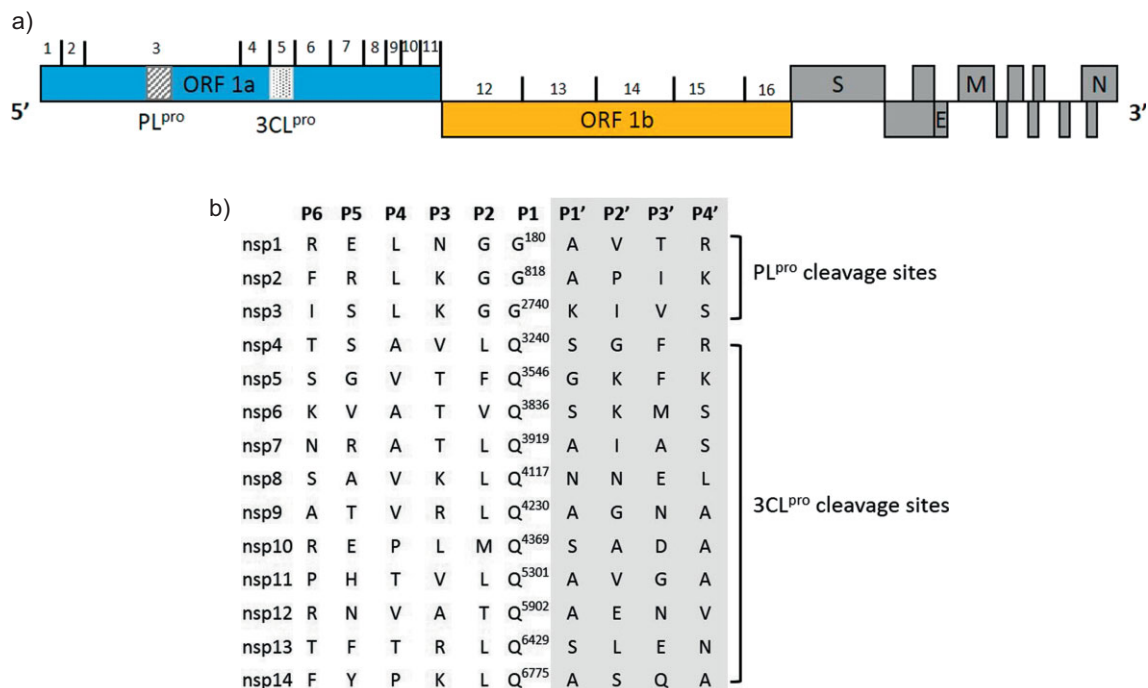 a)
1 2 3 4 5 6 7 8 9 10 11
ORF 1a S M N
5’ 3’
PLpro 3CLpro
12 13 14 15 16
ORF 1b E
b)
P6 P5 P4 P3 P2 P1 P1’ P2’ P3’ P4’
nsp1 R E L N G G180 A V T R
nsp2 F R L K G G818 A P I K
PLpro cleavage sites
nsp3 I S L K G G2740 K I V S
nsp4 T S A V L Q3240 S G F R
nsp5 S G V T F Q3546 G K F K
nsp6 K V A T V Q3836 S K M S
nsp7 N R A T L Q3919 A I A S
nsp8 S A V K L Q4117 N N E L
nsp9 A T V R L Q4230 A G N A
3CLpro cleavage sites
nsp10 R E P L M Q4369 S A D A
nsp11 P H T V L Q5301 A V G A
nsp12 R N V A T Q5902 A E N V
nsp13 T F T R L Q6429 S L E N
nsp14 F Y P K L Q6775 A S Q A